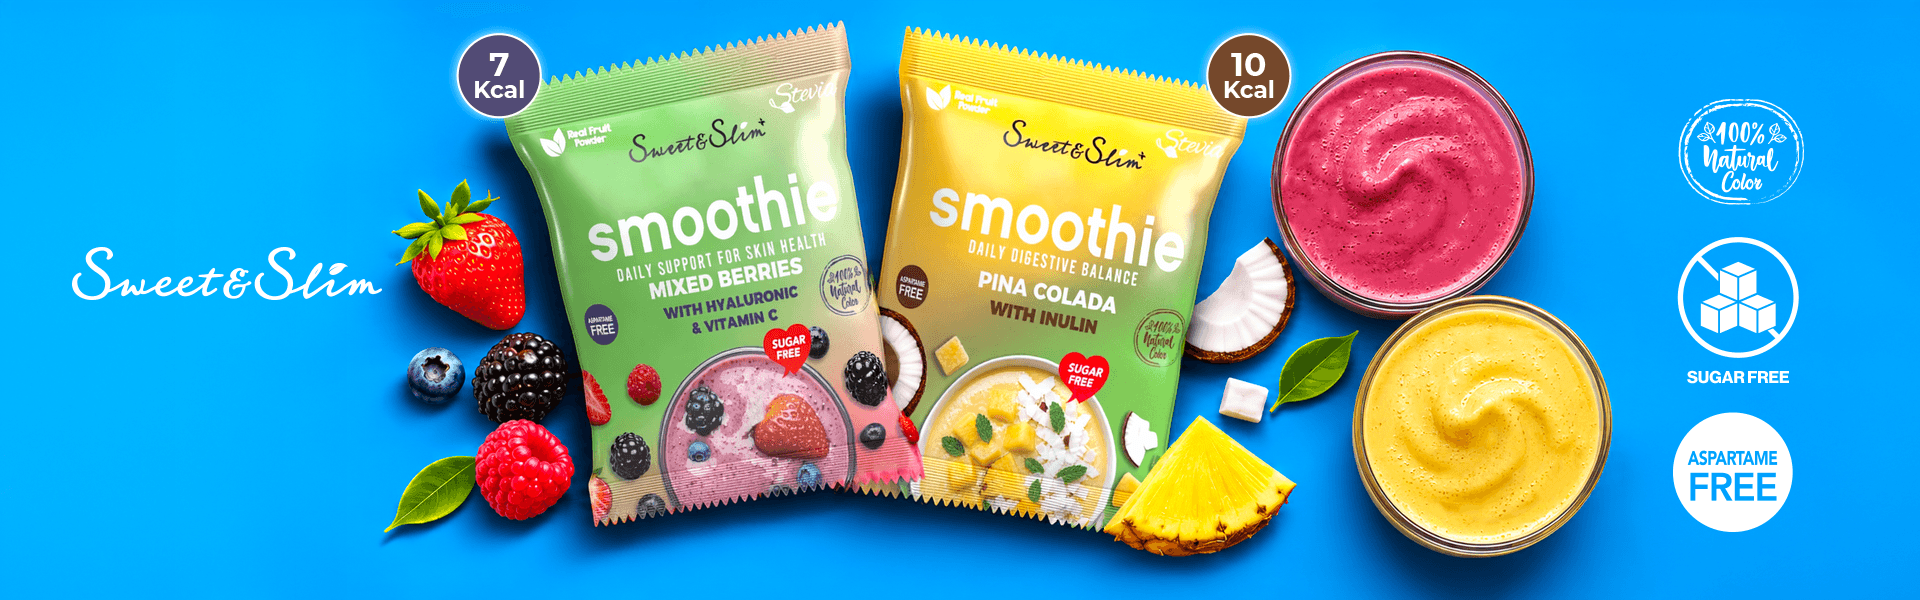 Sweet&Slim
7
Kcal
Real Fruit
Powder
Stevia
Sweet&Slim+
smoothie
DAILY SUPPORT FOR SKIN HEALTH
MIXED BERRIES
WITH HYALURONIC
& VITAMIN C
ASPARTAME
FREE
100%
Natural
Color
SUGAR
FREE
10
Kcal
Real Fruit
Powder
Stevia
Sweet&Slim+
smoothie
DAILY DIGESTIVE BALANCE
PINA COLADA
WITH INULIN
ASPARTAME
FREE
100%
Natural
Color
SUGAR
FREE
100%
Natural
Color
SUGAR FREE
ASPARTAME
FREE